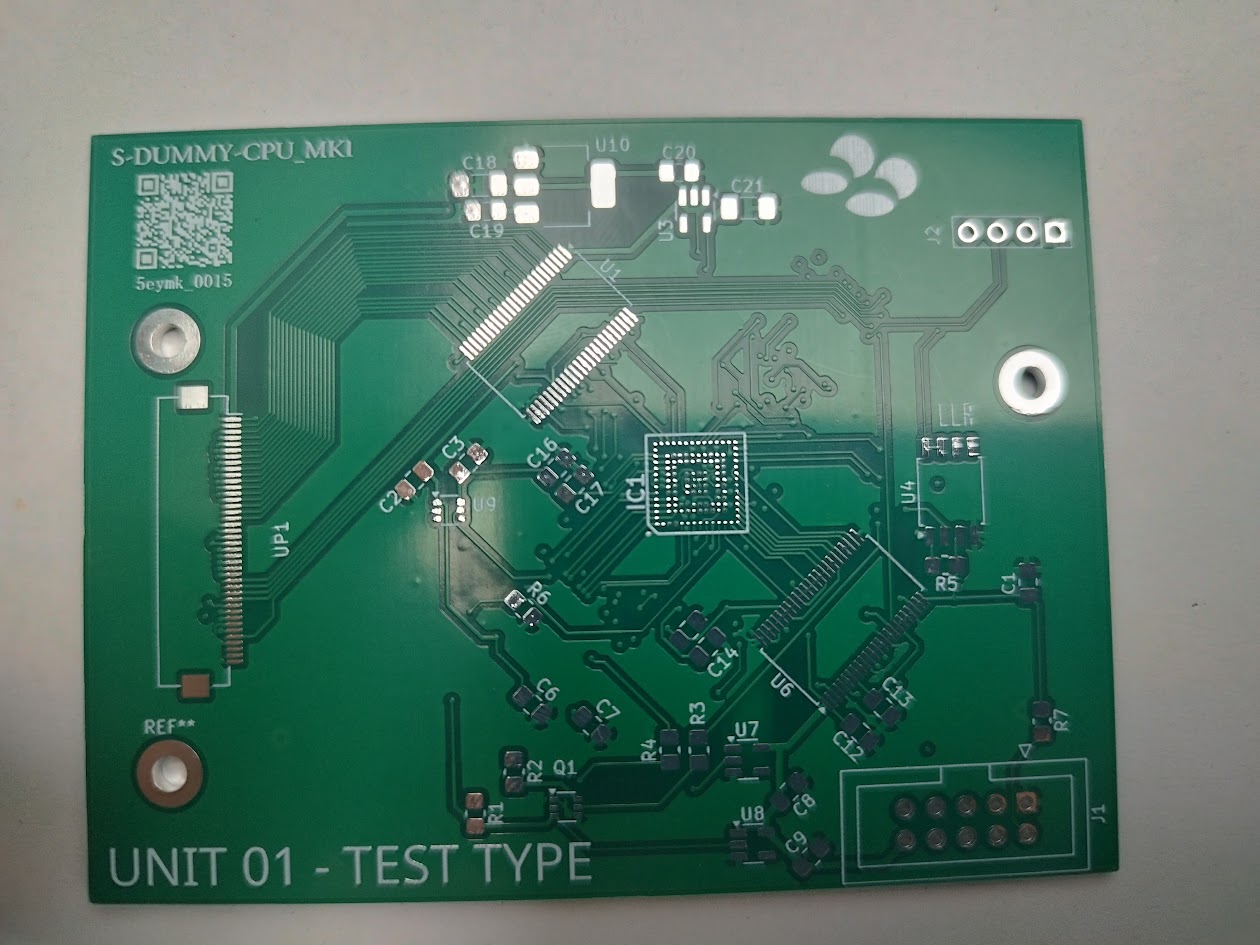 S-DUMMY-CPU_MK1
5eymk_0015
C18
U10
C20
C19
U3
C21
J2
U1
UP1
C2
C3
U9
C16
C17
IC1
U4
R5
C1
R6
C14
U6
C13
C12
R7
REF**
C6
C7
R4
R3
U7
R2
Q1
R1
U8
C8
C9
J1
UNIT 01 - TEST TYPE